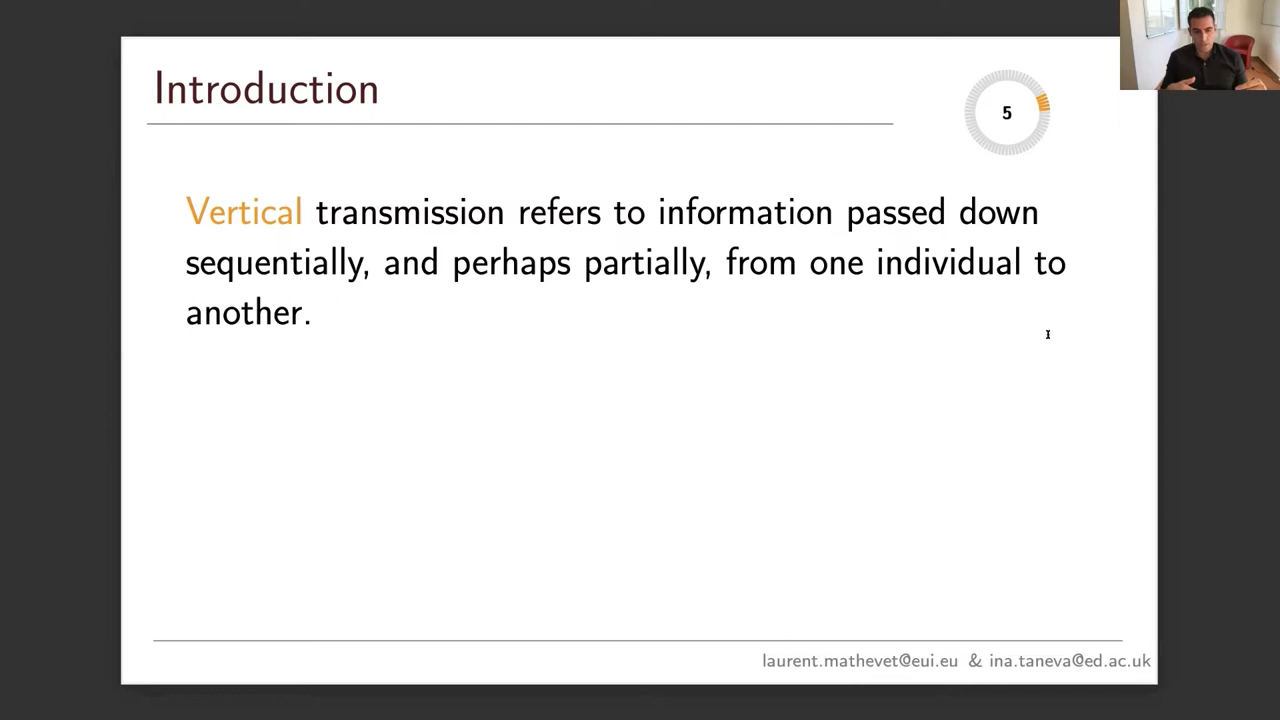 Introduction
5
Vertical transmission refers to information passed down
sequentially, and perhaps partially, from one individual to
another.
laurent.mathevet@eui.eu & ina.taneva@ed.ac.uk